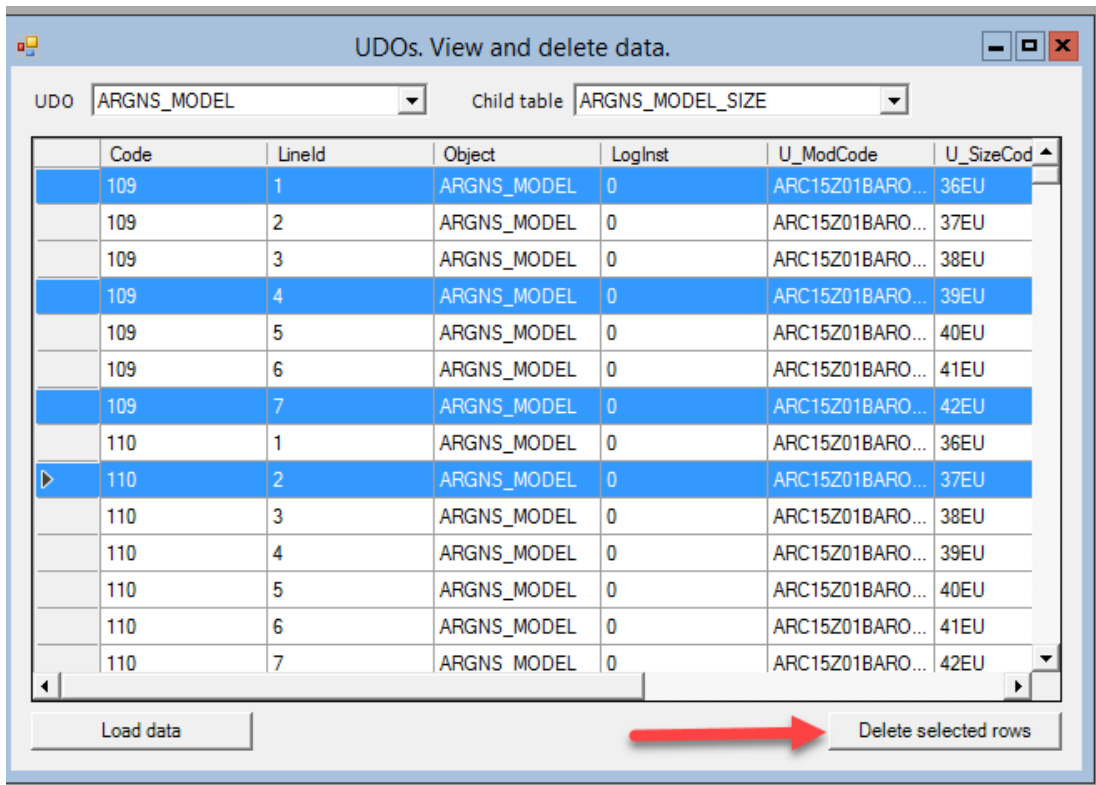 UDOs. View and delete data.
UDO ARGNS_MODEL Child table ARGNS_MODEL_SIZE
Code LineId Object LogInst U_ModCode U_SizeCod
109 1 ARGNS_MODEL 0 ARC15Z01BARO... 36EU
109 2 ARGNS_MODEL 0 ARC15Z01BARO... 37EU
109 3 ARGNS_MODEL 0 ARC15Z01BARO... 38EU
109 4 ARGNS_MODEL 0 ARC15Z01BARO... 39EU
109 5 ARGNS_MODEL 0 ARC15Z01BARO... 40EU
109 6 ARGNS_MODEL 0 ARC15Z01BARO... 41EU
109 7 ARGNS_MODEL 0 ARC15Z01BARO... 42EU
110 1 ARGNS_MODEL 0 ARC15Z01BARO... 36EU
110 2 ARGNS_MODEL 0 ARC15Z01BARO... 37EU
110 3 ARGNS_MODEL 0 ARC15Z01BARO... 38EU
110 4 ARGNS_MODEL 0 ARC15Z01BARO... 39EU
110 5 ARGNS_MODEL 0 ARC15Z01BARO... 40EU
110 6 ARGNS_MODEL 0 ARC15Z01BARO... 41EU
110 7 ARGNS_MODEL 0 ARC15Z01BARO... 42EU
Load data Delete selected rows